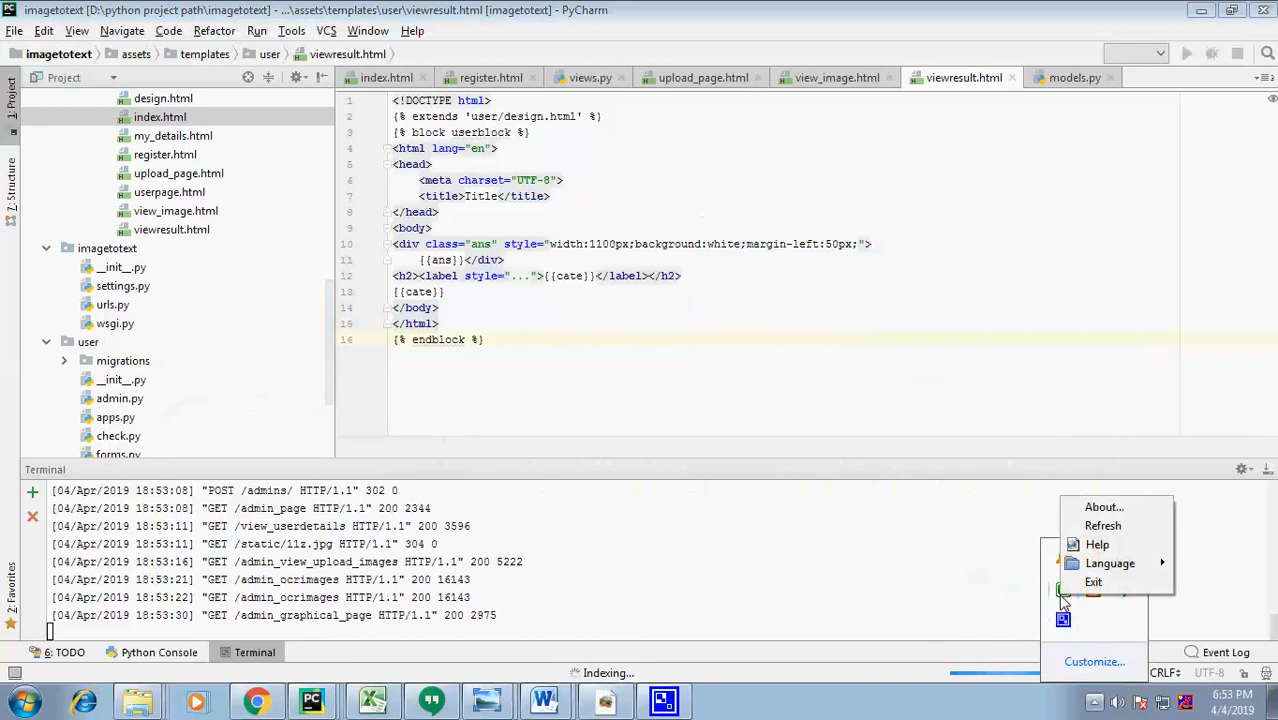 imagetotext [D:\python project path\imagetotext] - ...\assets\templates\user\viewresult.html [imagetotext] - PyCharm
File Edit View Navigate Code Refactor Run Tools VCS Window Help
imagetotext assets templates user viewresult.html
Project
index.html register.html views.py upload_page.html view_image.html viewresult.html models.py
1: Project
Z: Structure
2: Favorites
design.html
index.html
my_details.html
register.html
upload_page.html
userpage.html
view_image.html
viewresult.html
imagetotext
__init__.py
settings.py
urls.py
wsgi.py
user
migrations
__init__.py
admin.py
apps.py
check.py
forms.py
1 <!DOCTYPE html>
2 {% extends 'user/design.html' %}
3 {% block userblock %}
4 <html lang="en">
5 <head>
6 <meta charset="UTF-8">
7 <title>Title</title>
8 </head>
9 <body>
10 <div class="ans" style="width:1100px;background:white;margin-left:50px;">
11 {{ans}}</div>
12 <h2><label style="...">{{cate}}</label></h2>
13 {{cate}}
14 </body>
15 </html>
16 {% endblock %}
Terminal
[04/Apr/2019 18:53:08] "POST /admins/ HTTP/1.1" 302 0
[04/Apr/2019 18:53:08] "GET /admin_page HTTP/1.1" 200 2344
[04/Apr/2019 18:53:11] "GET /view_userdetails HTTP/1.1" 200 3596
[04/Apr/2019 18:53:11] "GET /static/11z.jpg HTTP/1.1" 304 0
[04/Apr/2019 18:53:13] "GET /admin_view_upload_images HTTP/1.1" 200 5222
[04/Apr/2019 18:53:21] "GET /admin_ocrimages HTTP/1.1" 200 16143
[04/Apr/2019 18:53:21] "GET /admin_ocrimages HTTP/1.1" 200 16143
[04/Apr/2019 18:53:30] "GET /admin_graphical_page HTTP/1.1" 200 2975
About...
Refresh
Help
Language
Exit
Customize...
6: TODO Python Console Terminal Event Log
Indexing... CRLF UTF-8
6:53 PM
4/4/2019